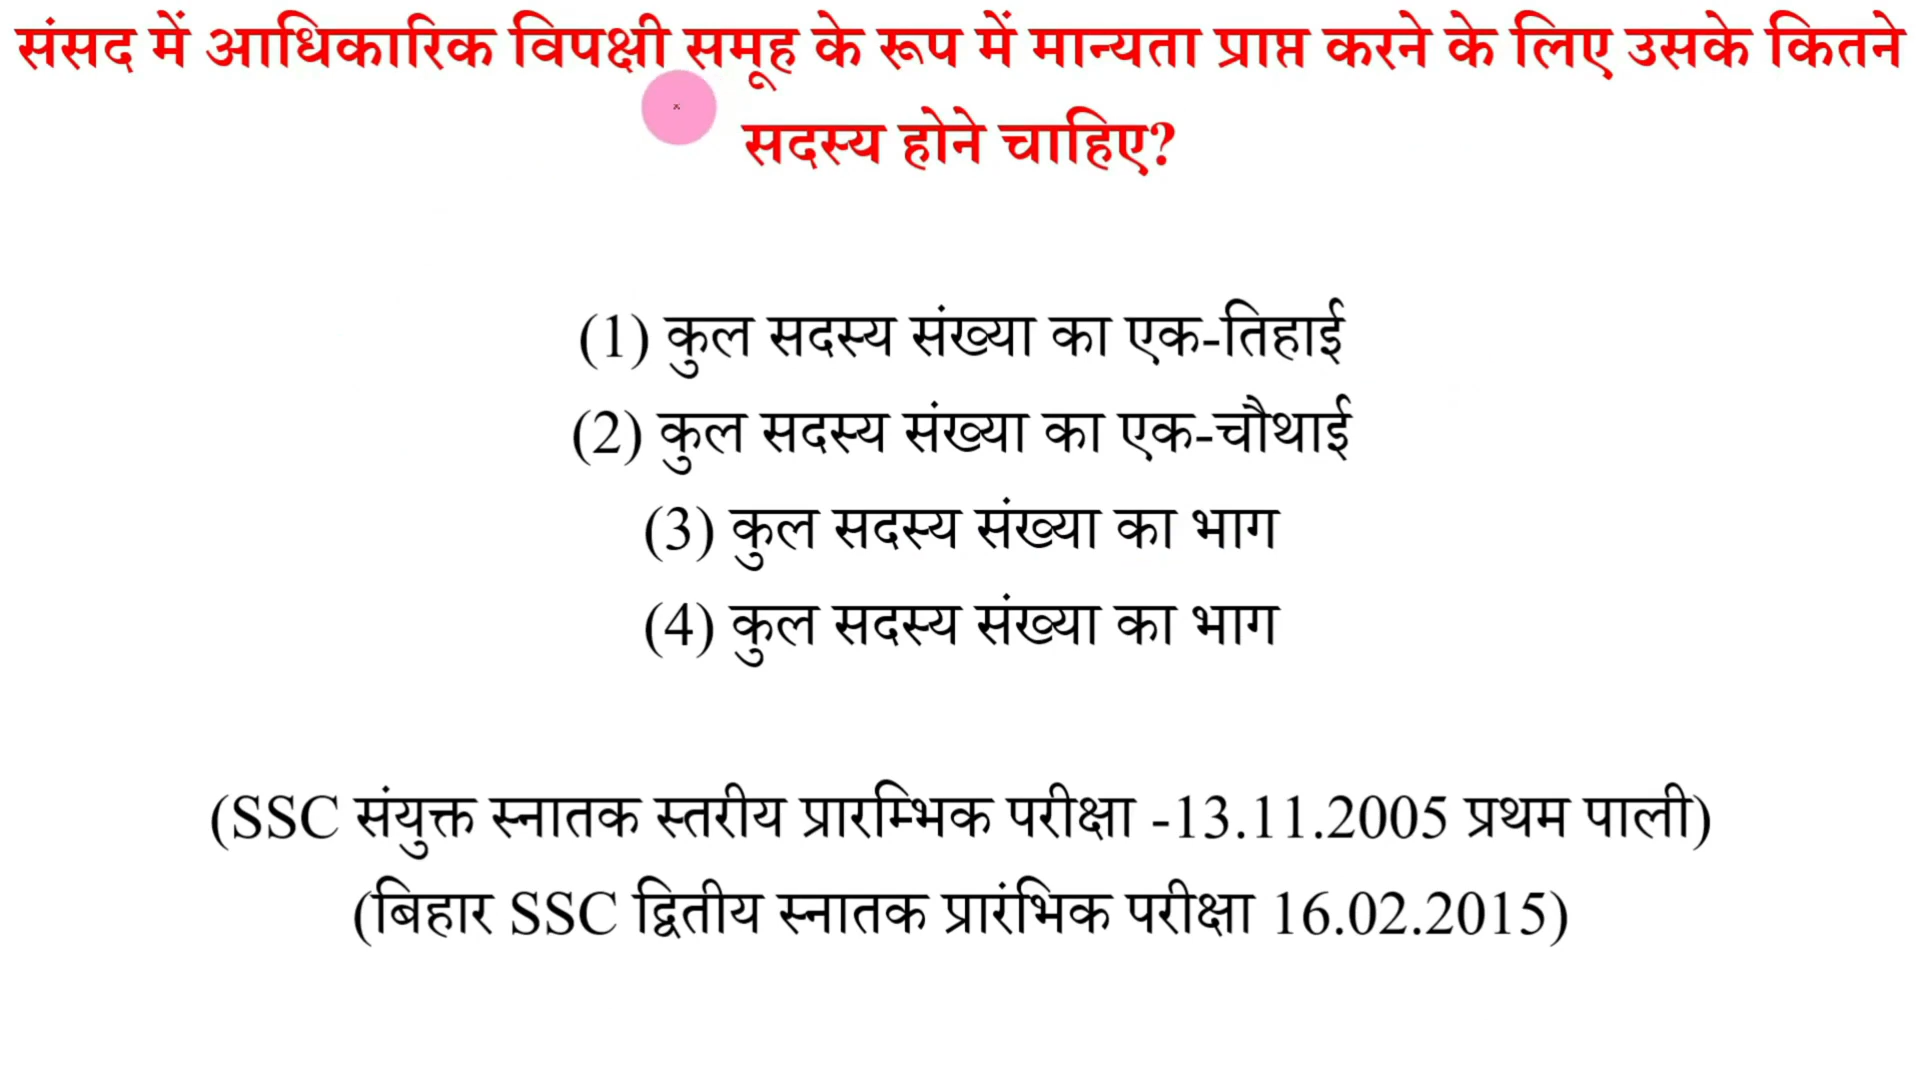 संसद में आधिकारिक विपक्षी समूह के रूप में मान्यता प्राप्त करने के लिए उसके कितने
सदस्य होने चाहिए?
(1) कुल सदस्य संख्या का एक-तिहाई
(2) कुल सदस्य संख्या का एक-चौथाई
(3) कुल सदस्य संख्या का भाग
(4) कुल सदस्य संख्या का भाग
(SSC संयुक्त स्नातक स्तरीय प्रारम्भिक परीक्षा -13.11.2005 प्रथम पाली)
(बिहार SSC द्वितीय स्नातक प्रारंभिक परीक्षा 16.02.2015)